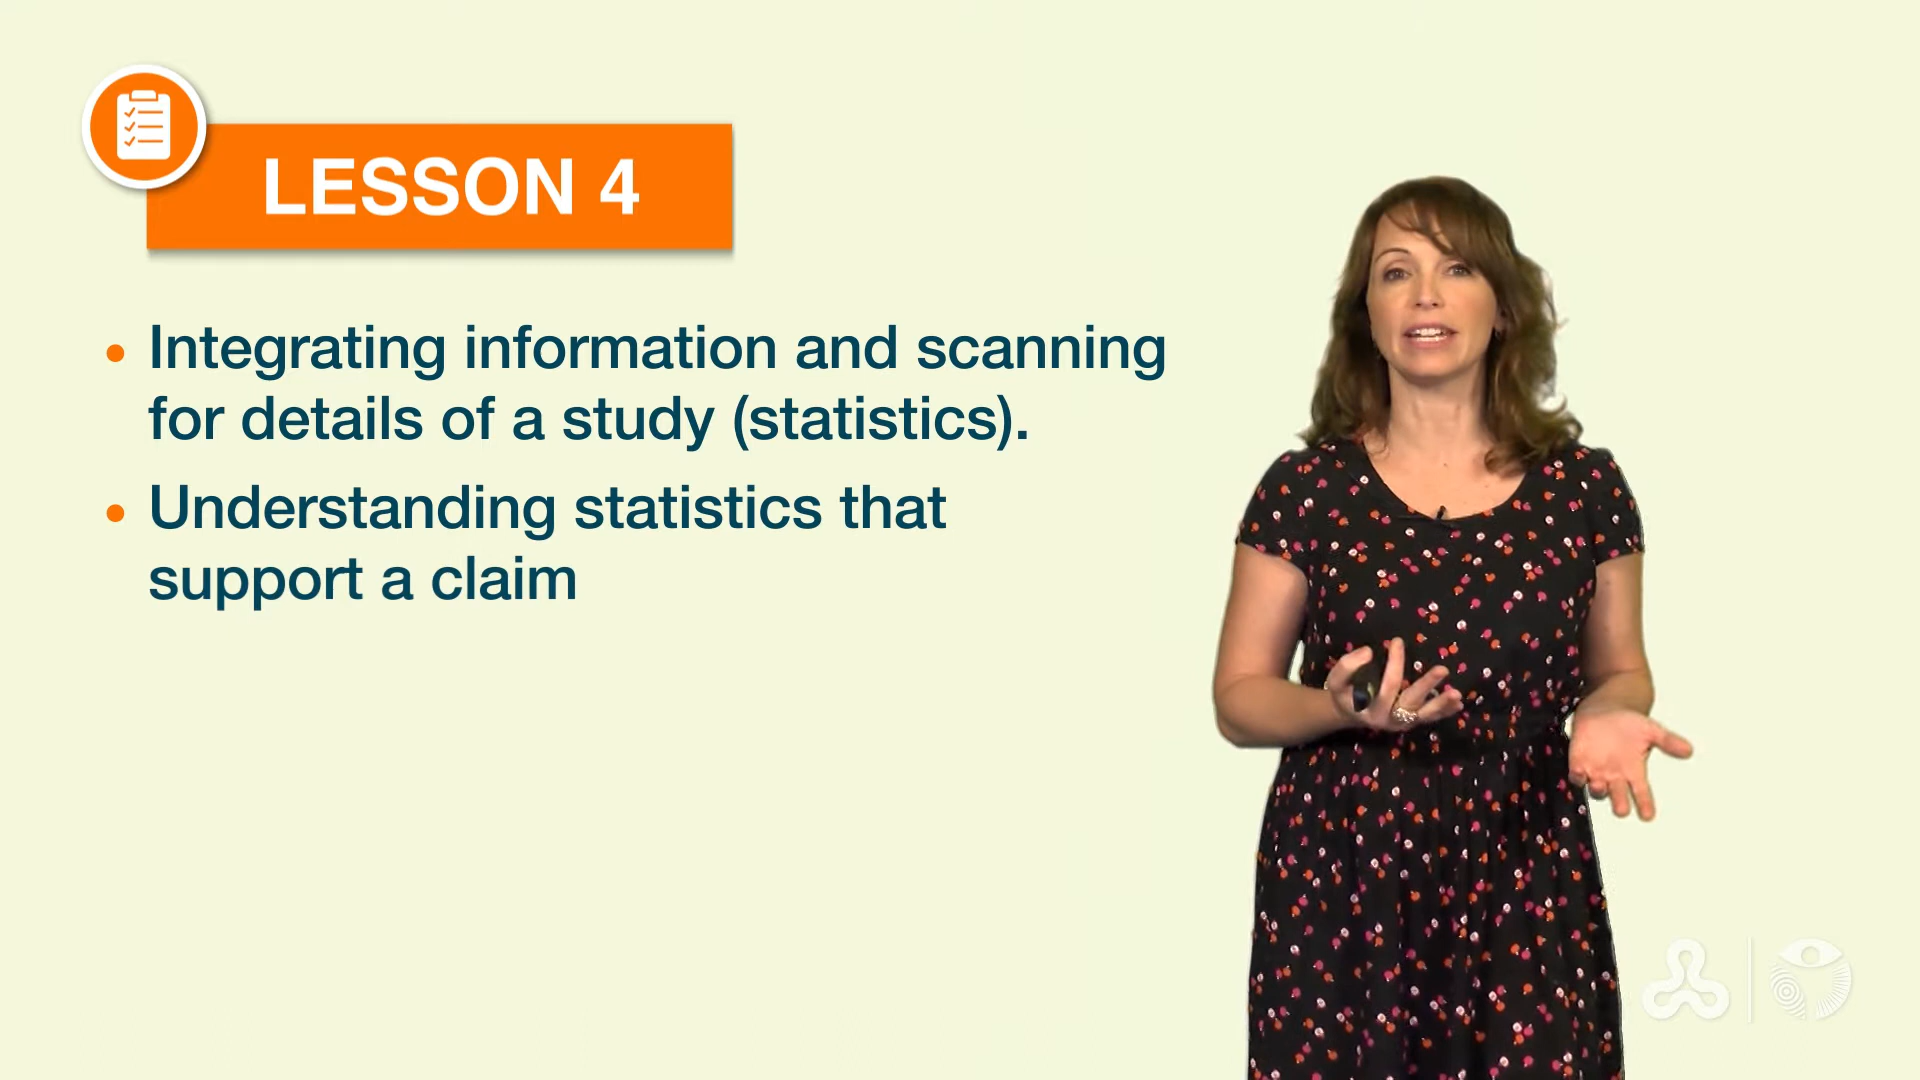 LESSON 4
• Integrating information and scanning
for details of a study (statistics).
• Understanding statistics that
support a claim